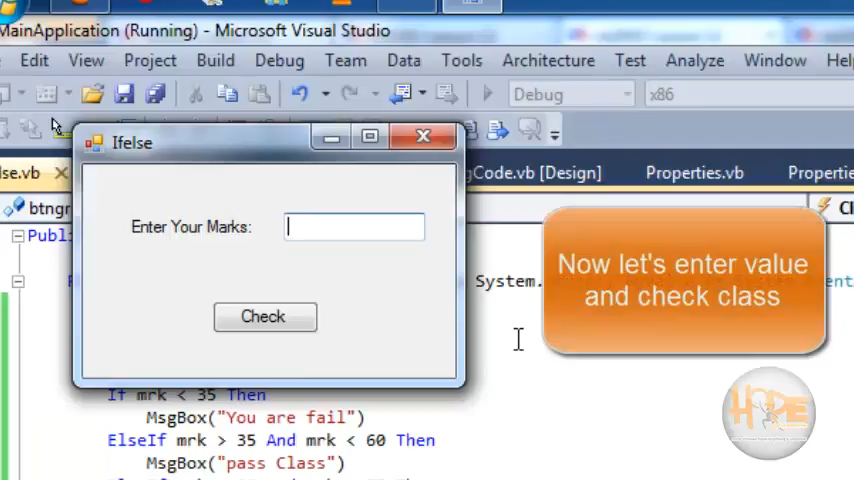 MainApplication (Running) - Microsoft Visual Studio
Edit View Project Build Debug Team Data Tools Architecture Test Analyze Window
Debug x86
Ifelse
se.vb Code.vb [Design] Properties.vb
btngr
Publ
Enter Your Marks:
Now let's enter value
and check class
System.
Check
If mrk < 35 Then
MsgBox("You are fail")
ElseIf mrk > 35 And mrk < 60 Then
MsgBox("pass Class")
HOPE